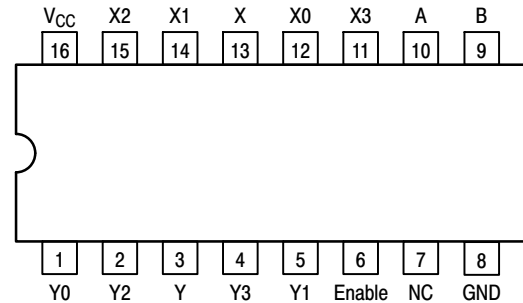 V_CC X2 X1 X X0 X3 A B
16 15 14 13 12 11 10 9
1 2 3 4 5 6 7 8
Y0 Y2 Y Y3 Y1 Enable NC GND